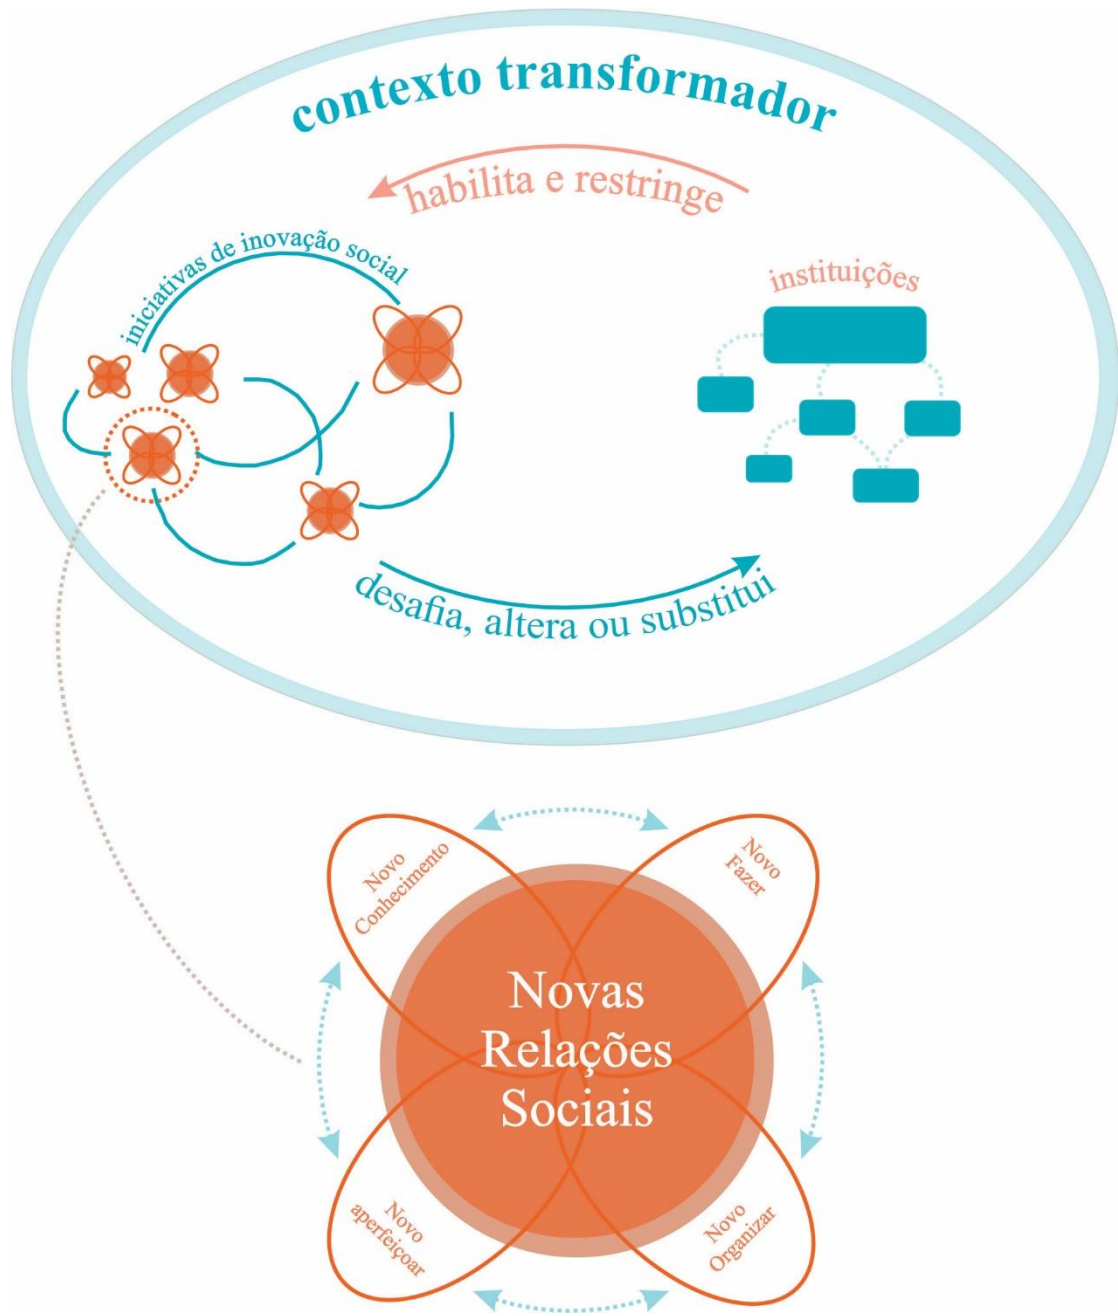 contexto transformador
habilita e restringe
iniciativas de inovação social
instituições
desafia, altera ou substitui
Novo
Conhecimento
Novo
Fazer
Novas
Relações
Sociais
Novo
aperfeiçoar
Novo
Organizar